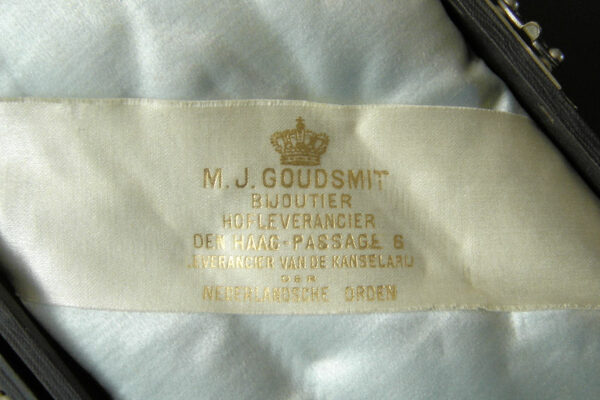 M.J. GOUDSMIT
BIJOUTIER
HOFLEVERANCIER
DEN HAAG · PASSAGE 6
LEVERANCIER VAN DE KANSELARIJ
DER
NEDERLANDSCHE ORDEN